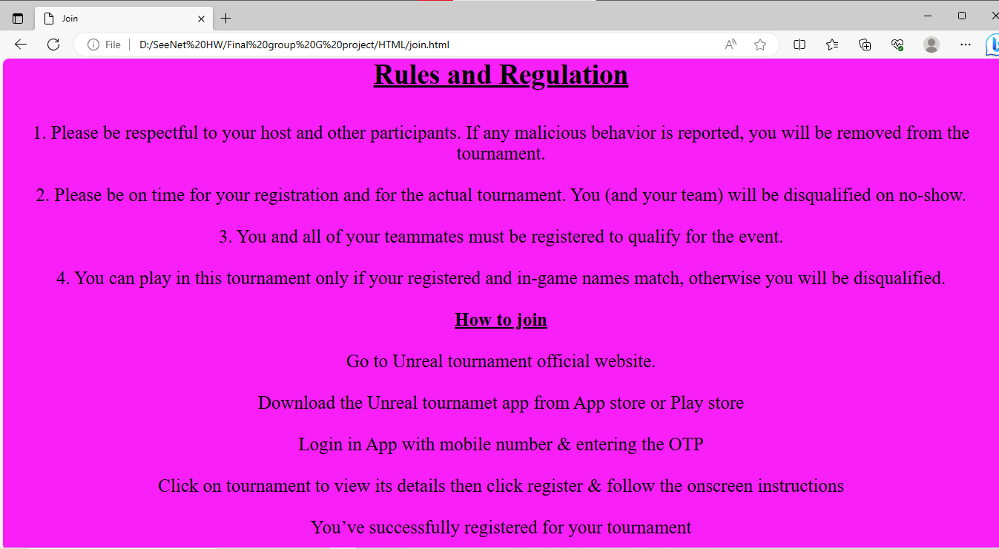 Join
File
D:/SeeNet%20HW/Final%20group%20G%20project/HTML/join.html
Rules and Regulation
1. Please be respectful to your host and other participants. If any malicious behavior is reported, you will be removed from the
tournament.
2. Please be on time for your registration and for the actual tournament. You (and your team) will be disqualified on no-show.
3. You and all of your teammates must be registered to qualify for the event.
4. You can play in this tournament only if your registered and in-game names match, otherwise you will be disqualified.
How to join
Go to Unreal tournament official website.
Download the Unreal tournamet app from App store or Play store
Login in App with mobile number & entering the OTP
Click on tournament to view its details then click register & follow the onscreen instructions
You’ve successfully registered for your tournament